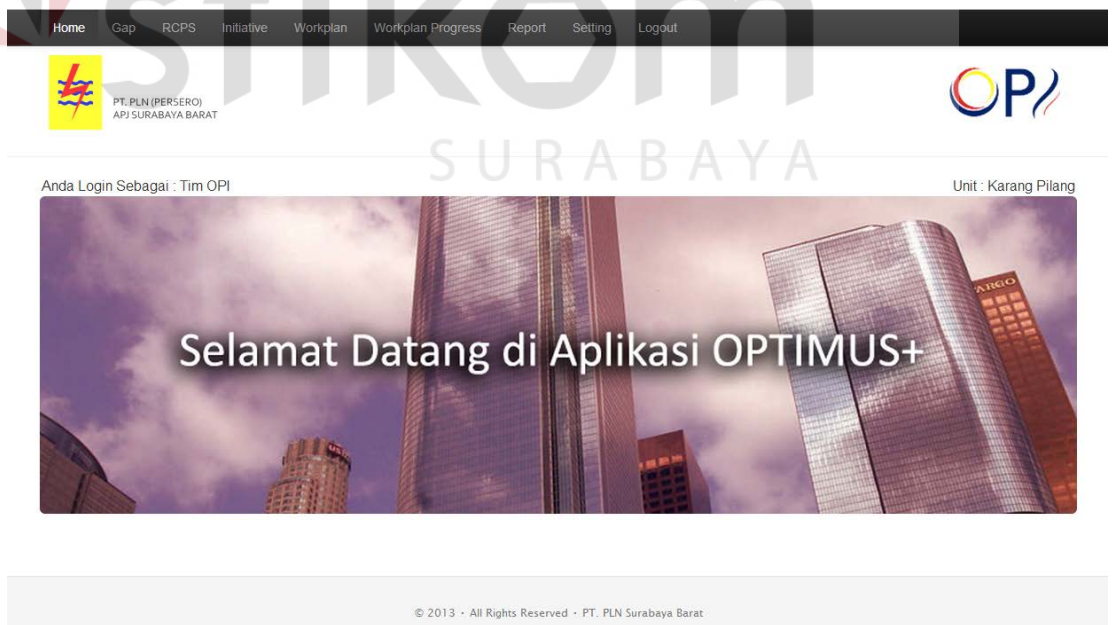 Home Gap RCPS Initiative Workplan Workplan Progress Report Setting Logout
stikom
SURABAYA
PT. PLN (PERSERO)
APJ SURABAYA BARAT
OPI
Anda Login Sebagai : Tim OPI
Unit : Karang Pilang
Selamat Datang di Aplikasi OPTIMUS+
© 2013 · All Rights Reserved · PT. PLN Surabaya Barat